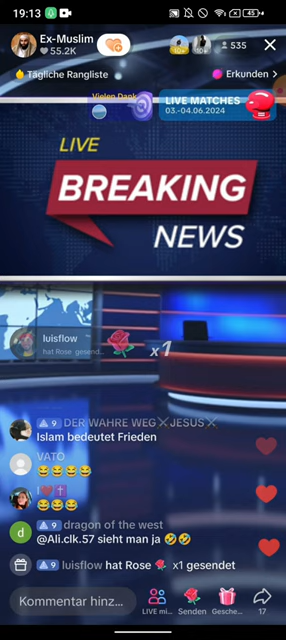 19:13
45
Ex-Muslim
55.2K
10+
535
Tägliche Rangliste
Erkunden >
Vielen Dank
LIVE MATCHES
03.-04.06.2024
LIVE
BREAKING
NEWS
luisflow
hat Rose gesend...
x1
9 DER WAHRE WEG⚔JESUS⚔
Islam bedeutet Frieden
VATO
😂😂😂😂
I❤️✝️
😂😂😂
9 dragon of the west
@Ali.clk.57 sieht man ja 🤣🤣
9 luisflow hat Rose 🌹 x1 gesendet
Kommentar hinz...
LIVE mi...
Senden
Gesche...
17